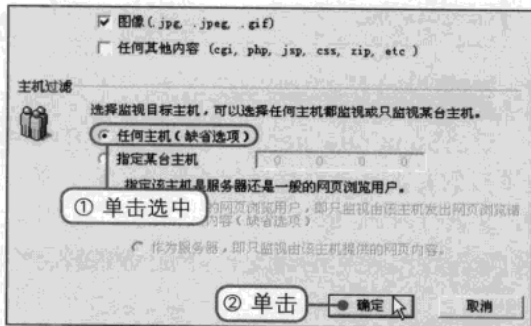 图像(.jpg, .jpeg, .gif)
任何其他内容 (cgi, php, jsp, css, zip, etc )
主机过滤
选择监视目标主机，可以选择任何主机都监视或只监视某台主机。
任何主机(缺省选项)
指定某台主机 0 0 0 0
指定该主机是服务器还是一般的网页浏览用户。
① 单击选中
的网页浏览用户，即只监视由该主机发出网页浏览请
内容(缺省选项)
作为服务器，即只监视由该主机提供的网页内容。
② 单击 确定 取消